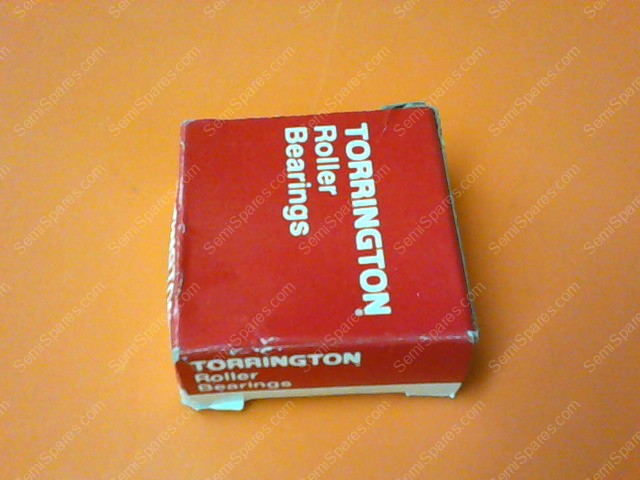 TORRINGTON
Roller
Bearings
TORRINGTON
Roller
Bearings
SemiSpares.com